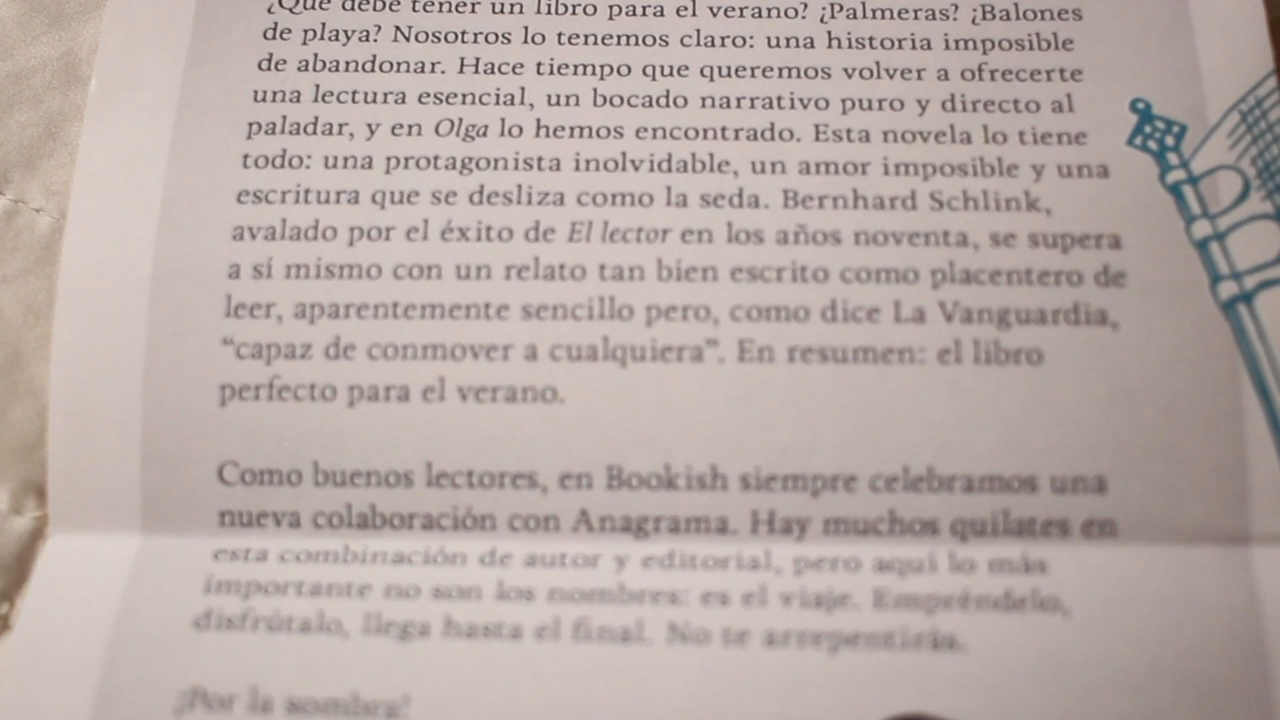 ¿Qué debe tener un libro para el verano? ¿Palmeras? ¿Balones
de playa? Nosotros lo tenemos claro: una historia imposible
de abandonar. Hace tiempo que queremos volver a ofrecerte
una lectura esencial, un bocado narrativo puro y directo al
paladar, y en Olga lo hemos encontrado. Esta novela lo tiene
todo: una protagonista inolvidable, un amor imposible y una
escritura que se desliza como la seda. Bernhard Schlink,
avalado por el éxito de El lector en los años noventa, se supera
a sí mismo con un relato tan bien escrito como placentero de
leer, aparentemente sencillo pero, como dice La Vanguardia,
“capaz de conmover a cualquiera”. En resumen: el libro
perfecto para el verano.
Como buenos lectores, en Bookish siempre celebramos una
nueva colaboración con Anagrama. Hay muchos quilates en
esta combinación de autor y editorial, pero aquí lo más
importante no son los nombres: es el viaje. Empréndelo,
disfrútalo, llega hasta el final. No te arrepentirás.
¡Por la sombra!